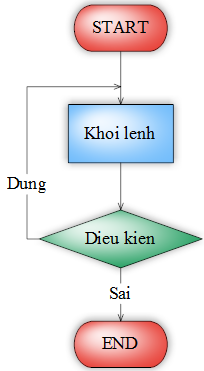 START
Khoi lenh
Dung
Dieu kien
Sai
END